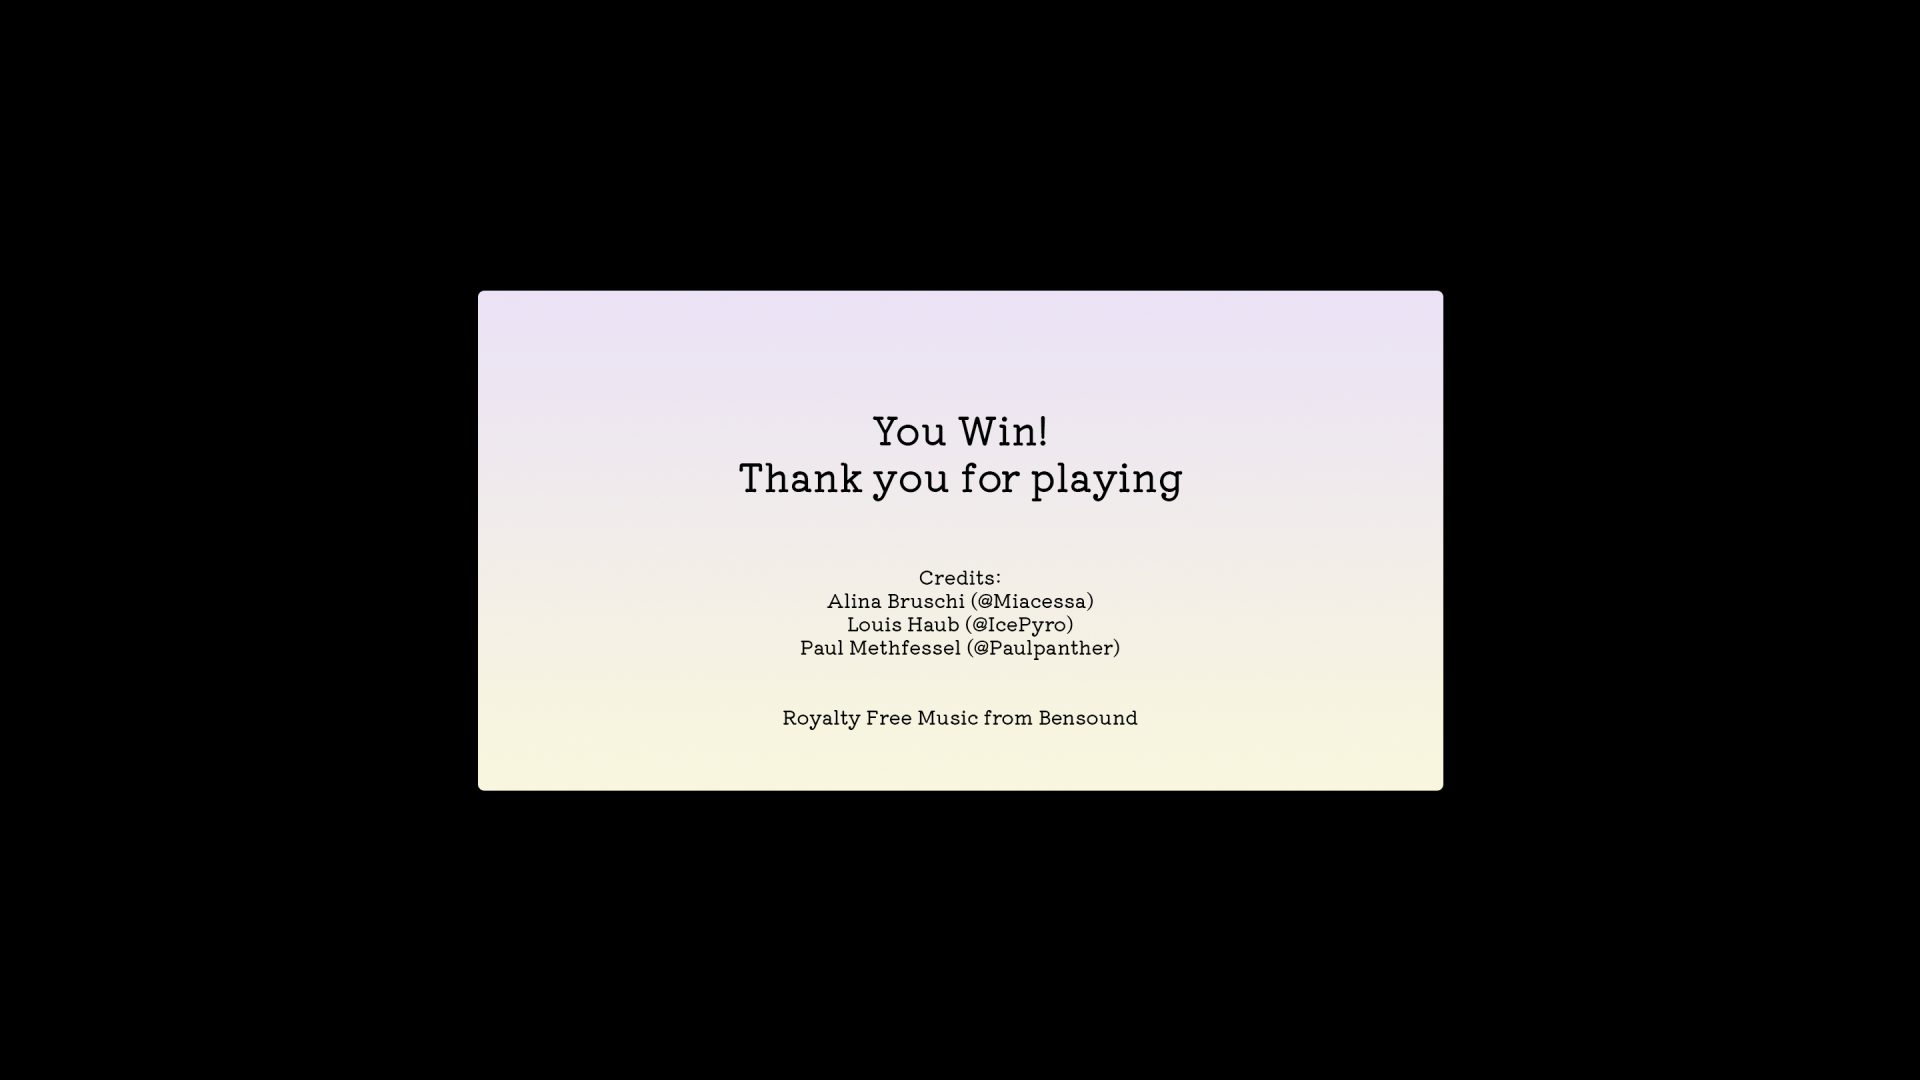 You Win!
Thank you for playing
Credits:
Alina Bruschi (@Miacessa)
Louis Haub (@IcePyro)
Paul Methfessel (@Paulpanther)
Royalty Free Music from Bensound